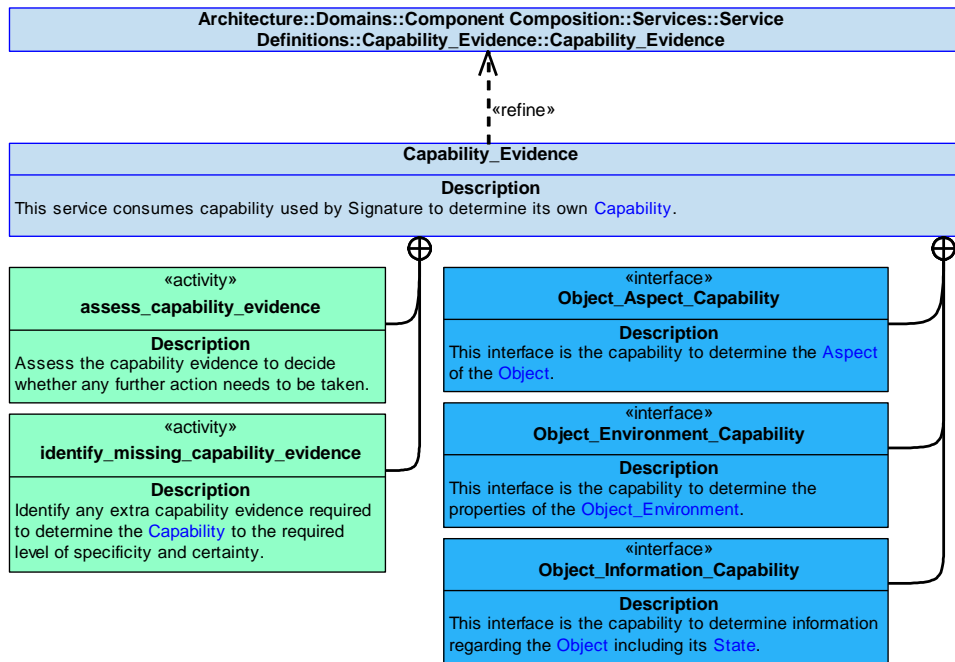 Architecture::Domains::Component Composition::Services::Service
Definitions::Capability_Evidence::Capability_Evidence
«refine»
Capability_Evidence
Description
This service consumes capability used by Signature to determine its own Capability.
«activity»
assess_capability_evidence
Description
Assess the capability evidence to decide
whether any further action needs to be taken.
«activity»
identify_missing_capability_evidence
Description
Identify any extra capability evidence required
to determine the Capability to the required
level of specificity and certainty.
«interface»
Object_Aspect_Capability
Description
This interface is the capability to determine the Aspect
of the Object.
«interface»
Object_Environment_Capability
Description
This interface is the capability to determine the
properties of the Object_Environment.
«interface»
Object_Information_Capability
Description
This interface is the capability to determine information
regarding the Object including its State.